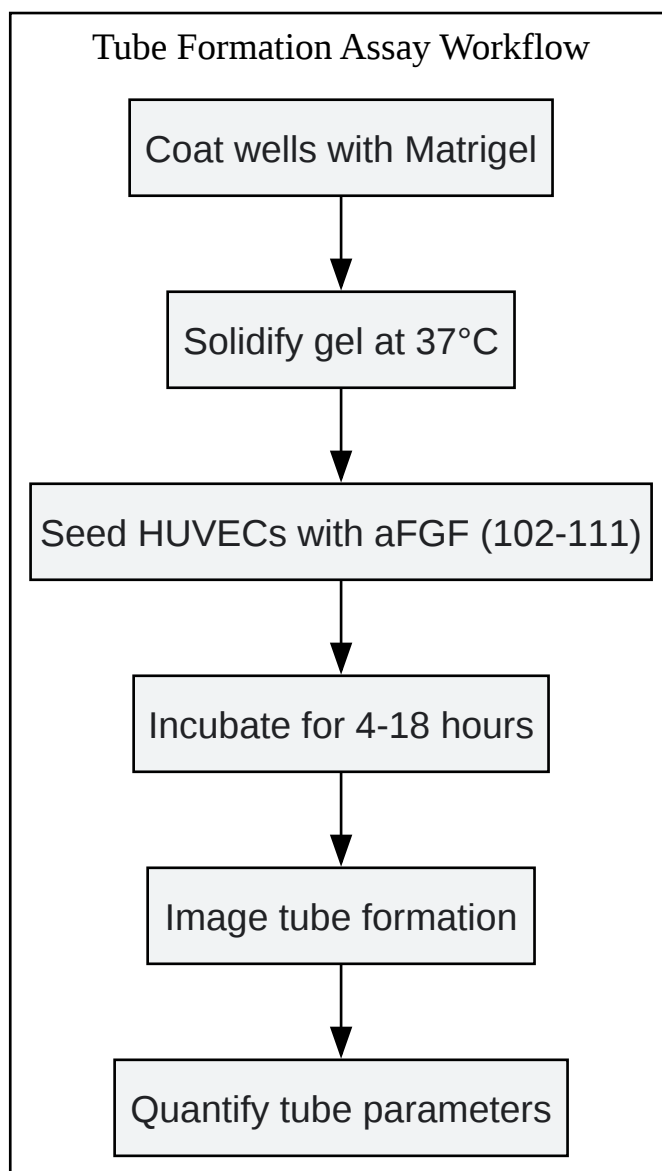 Tube Formation Assay Workflow
Coat wells with Matrigel
Solidify gel at 37°C
Seed HUVECs with aFGF (102-111)
Incubate for 4-18 hours
Image tube formation
Quantify tube parameters